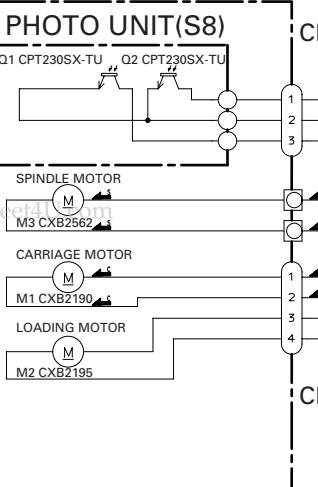 PHOTO UNIT(S8)
Q1 CPT230SX-TU Q2 CPT230SX-TU
1
2
3
SPINDLE MOTOR
M
S
M3 CXB2562
S
CARRIAGE MOTOR
M
C
1
M1 CXB2190
C
2
LOADING MOTOR
3
M
4
M2 CXB2195